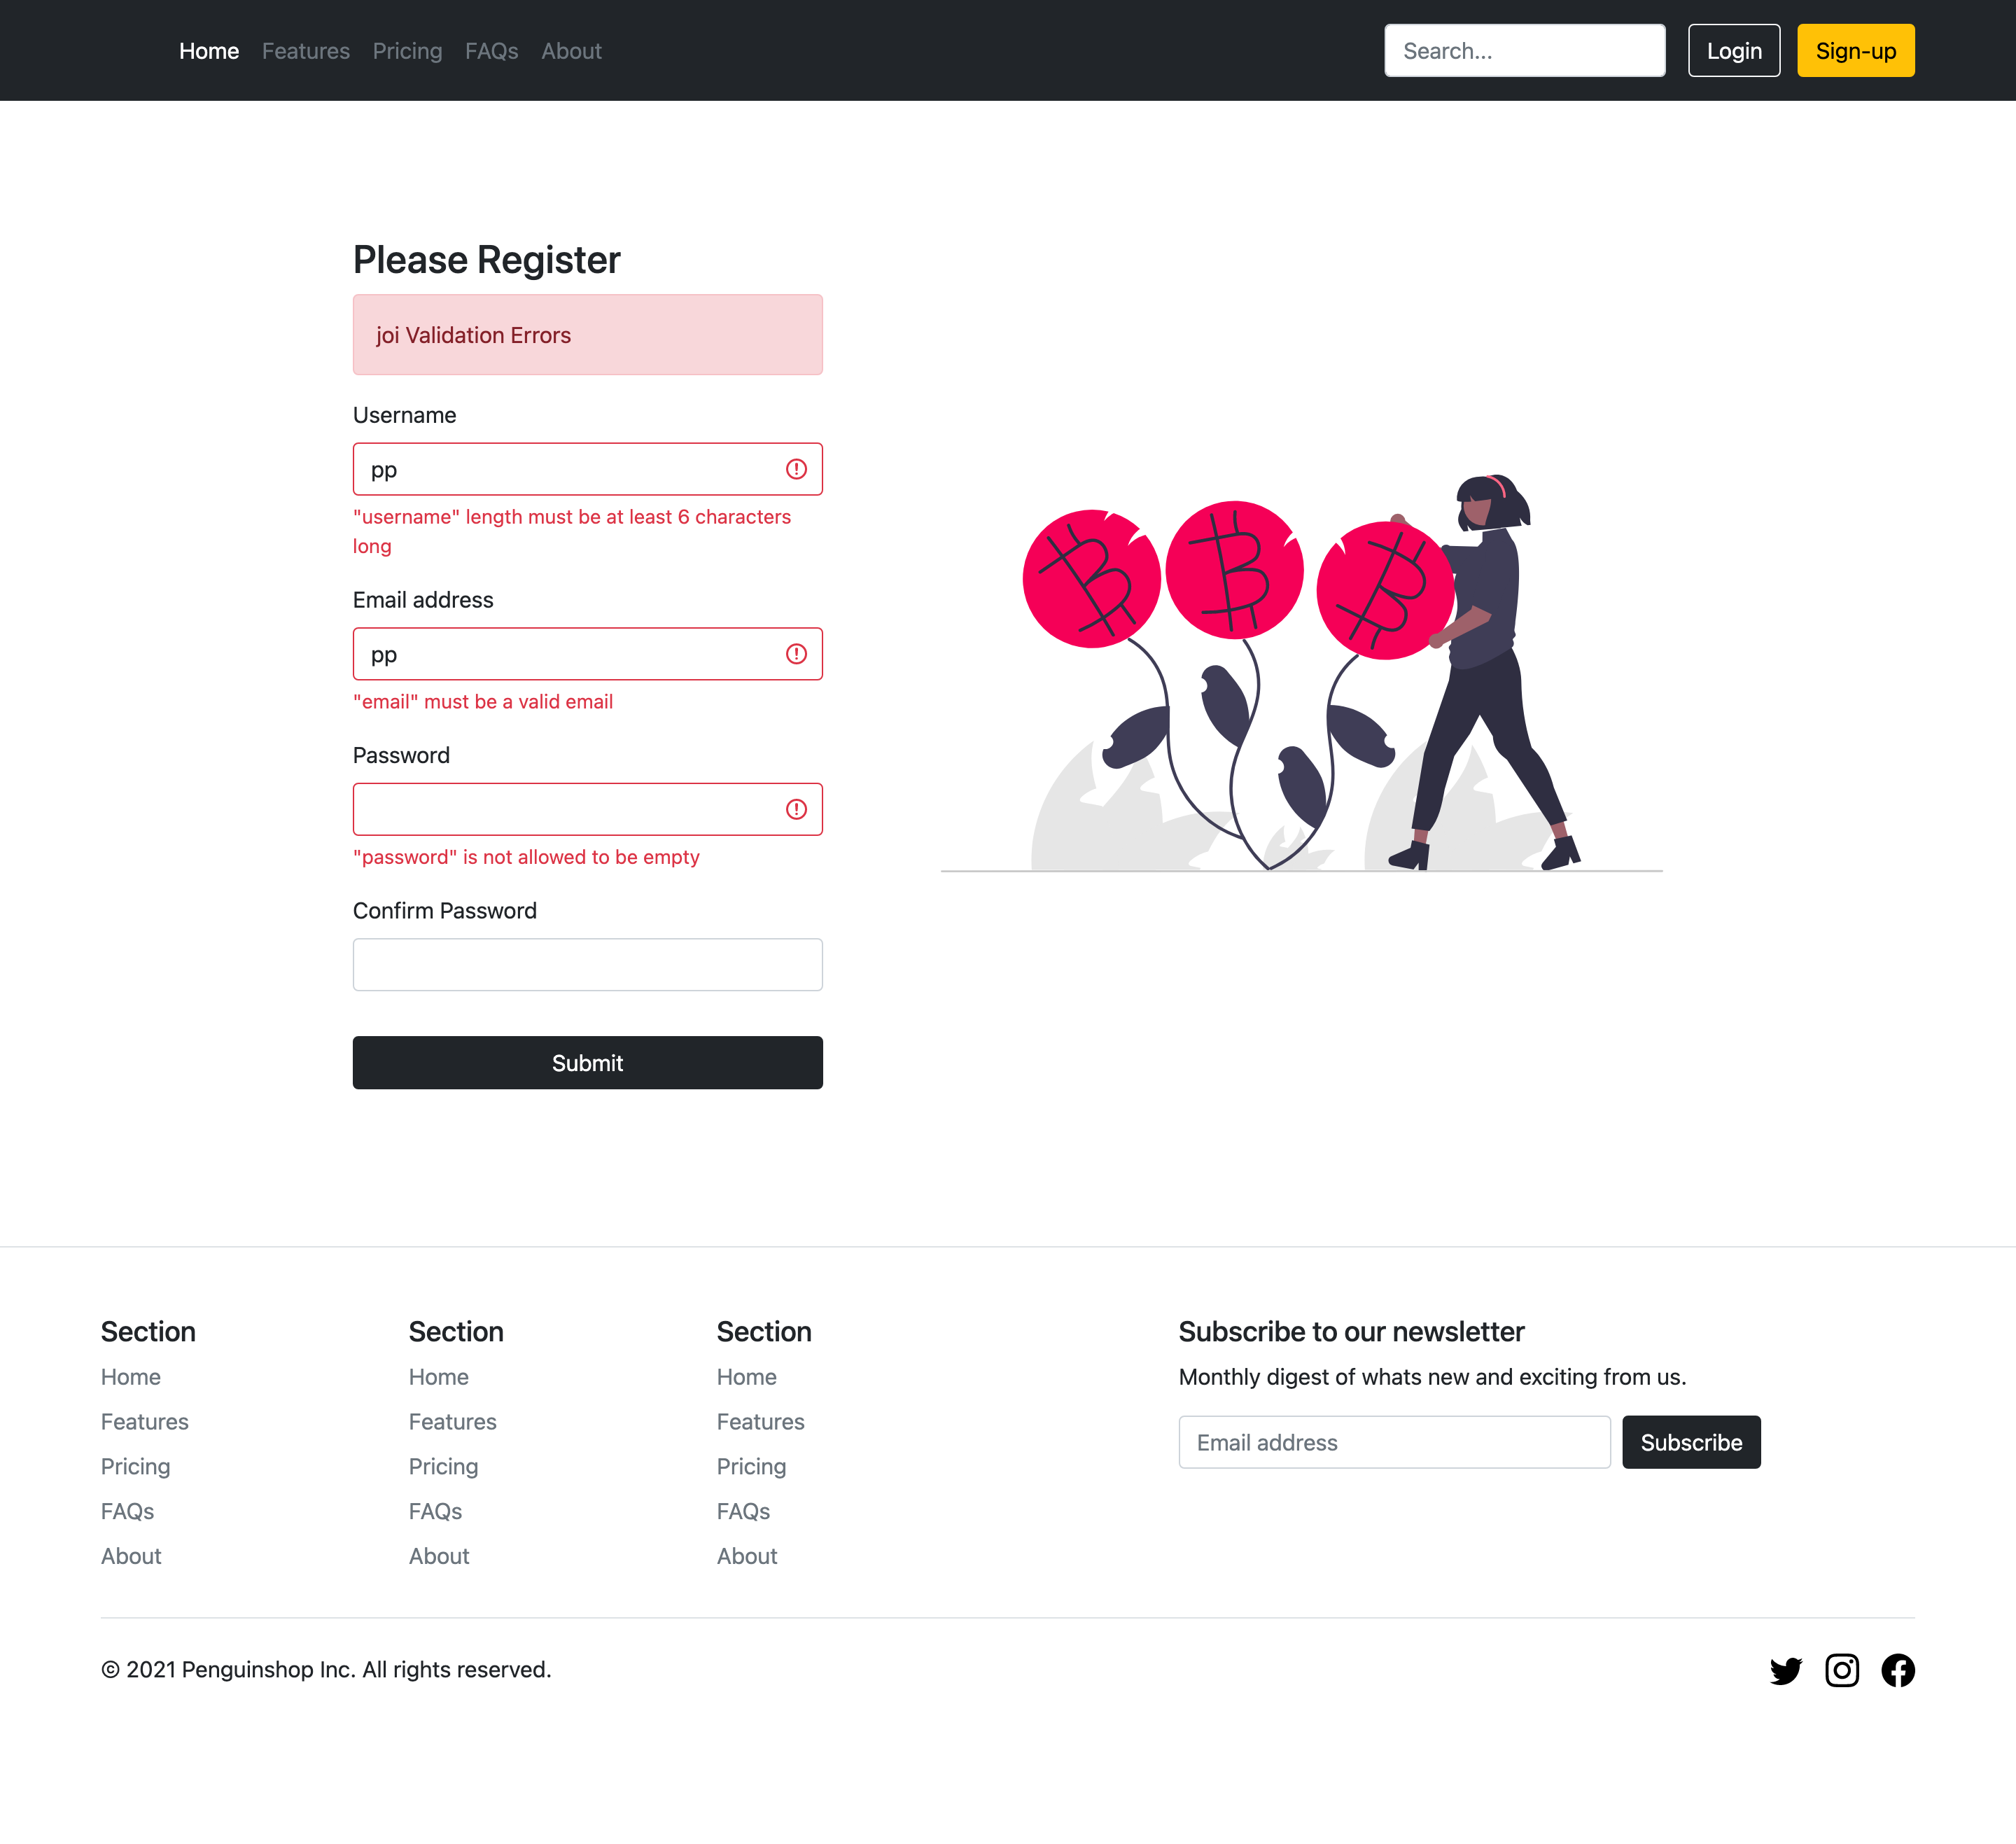 Home Features Pricing FAQs About Search... Login Sign-up
Please Register
joi Validation Errors
Username
pp
"username" length must be at least 6 characters
long
Email address
pp
"email" must be a valid email
Password
"password" is not allowed to be empty
Confirm Password
Submit
Section
Home
Features
Pricing
FAQs
About
Section
Home
Features
Pricing
FAQs
About
Section
Home
Features
Pricing
FAQs
About
Subscribe to our newsletter
Monthly digest of whats new and exciting from us.
Email address Subscribe
© 2021 Penguinshop Inc. All rights reserved.